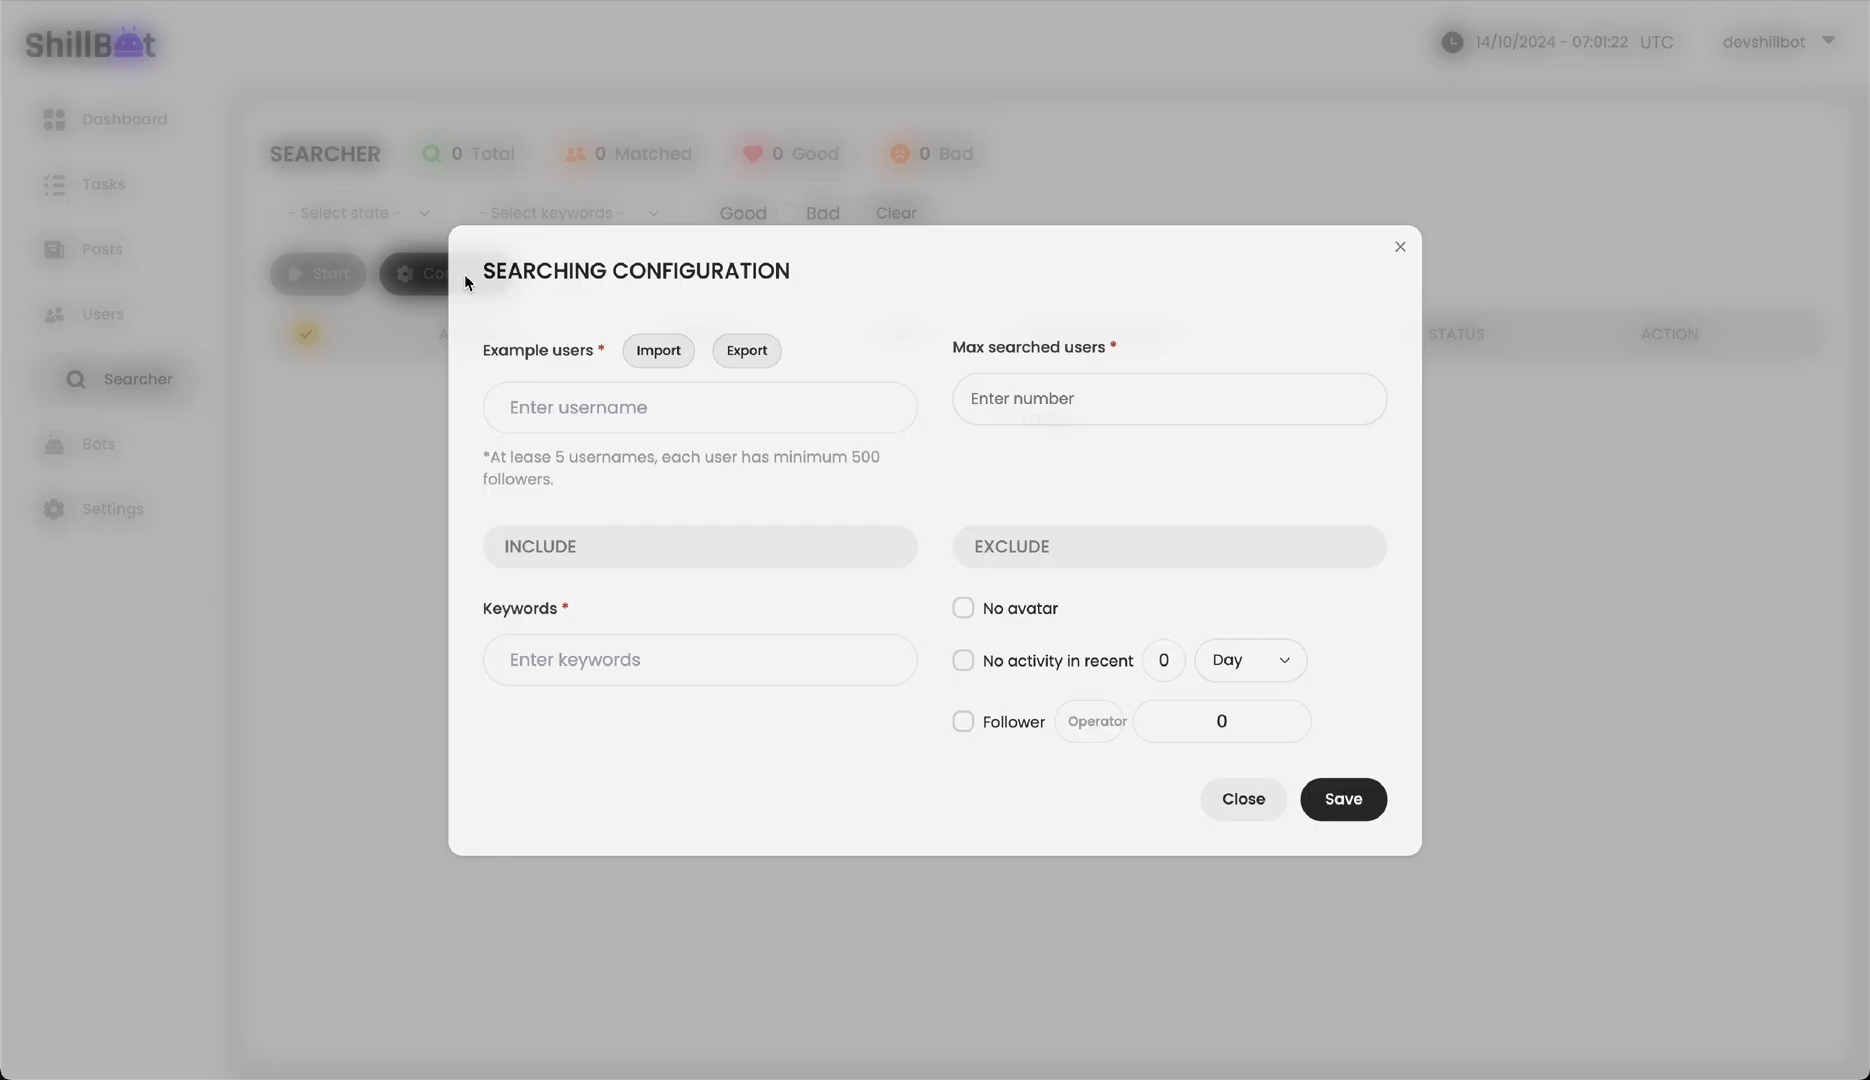 ShillBot
14/10/2024 - 07:01:22 UTC
devshillbot
Dashboard
Tasks
Posts
Users
Searcher
Bots
Settings
SEARCHER
0 Total
0 Matched
0 Good
0 Bad
- Select state -
- Select keywords -
Good
Bad
Clear
Start
STATUS
ACTION
SEARCHING CONFIGURATION
Example users *
Import
Export
Enter username
*At lease 5 usernames, each user has minimum 500
followers.
Max searched users *
Enter number
INCLUDE
Keywords *
Enter keywords
EXCLUDE
No avatar
No activity in recent 0 Day
Follower Operator 0
Close
Save